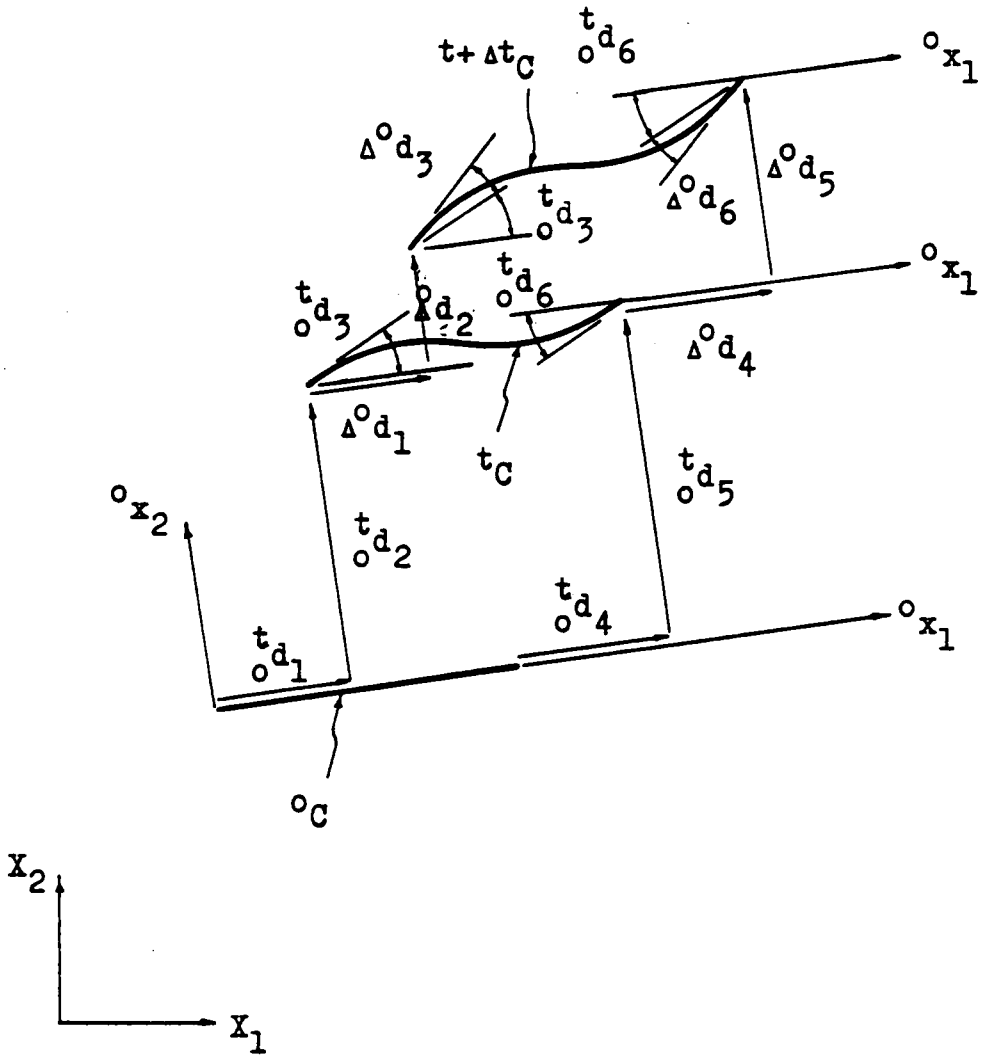 t+ Δt C
t o d6
o x1
Δ o d3
t o d3
Δ o d6
Δ o d5
o x1
t o d3
Δ o d2
t o d6
Δ o d4
Δ o d1
t C
t o d5
o x2
t o d2
t o d4
o x1
t o d1
o C
X2
X1